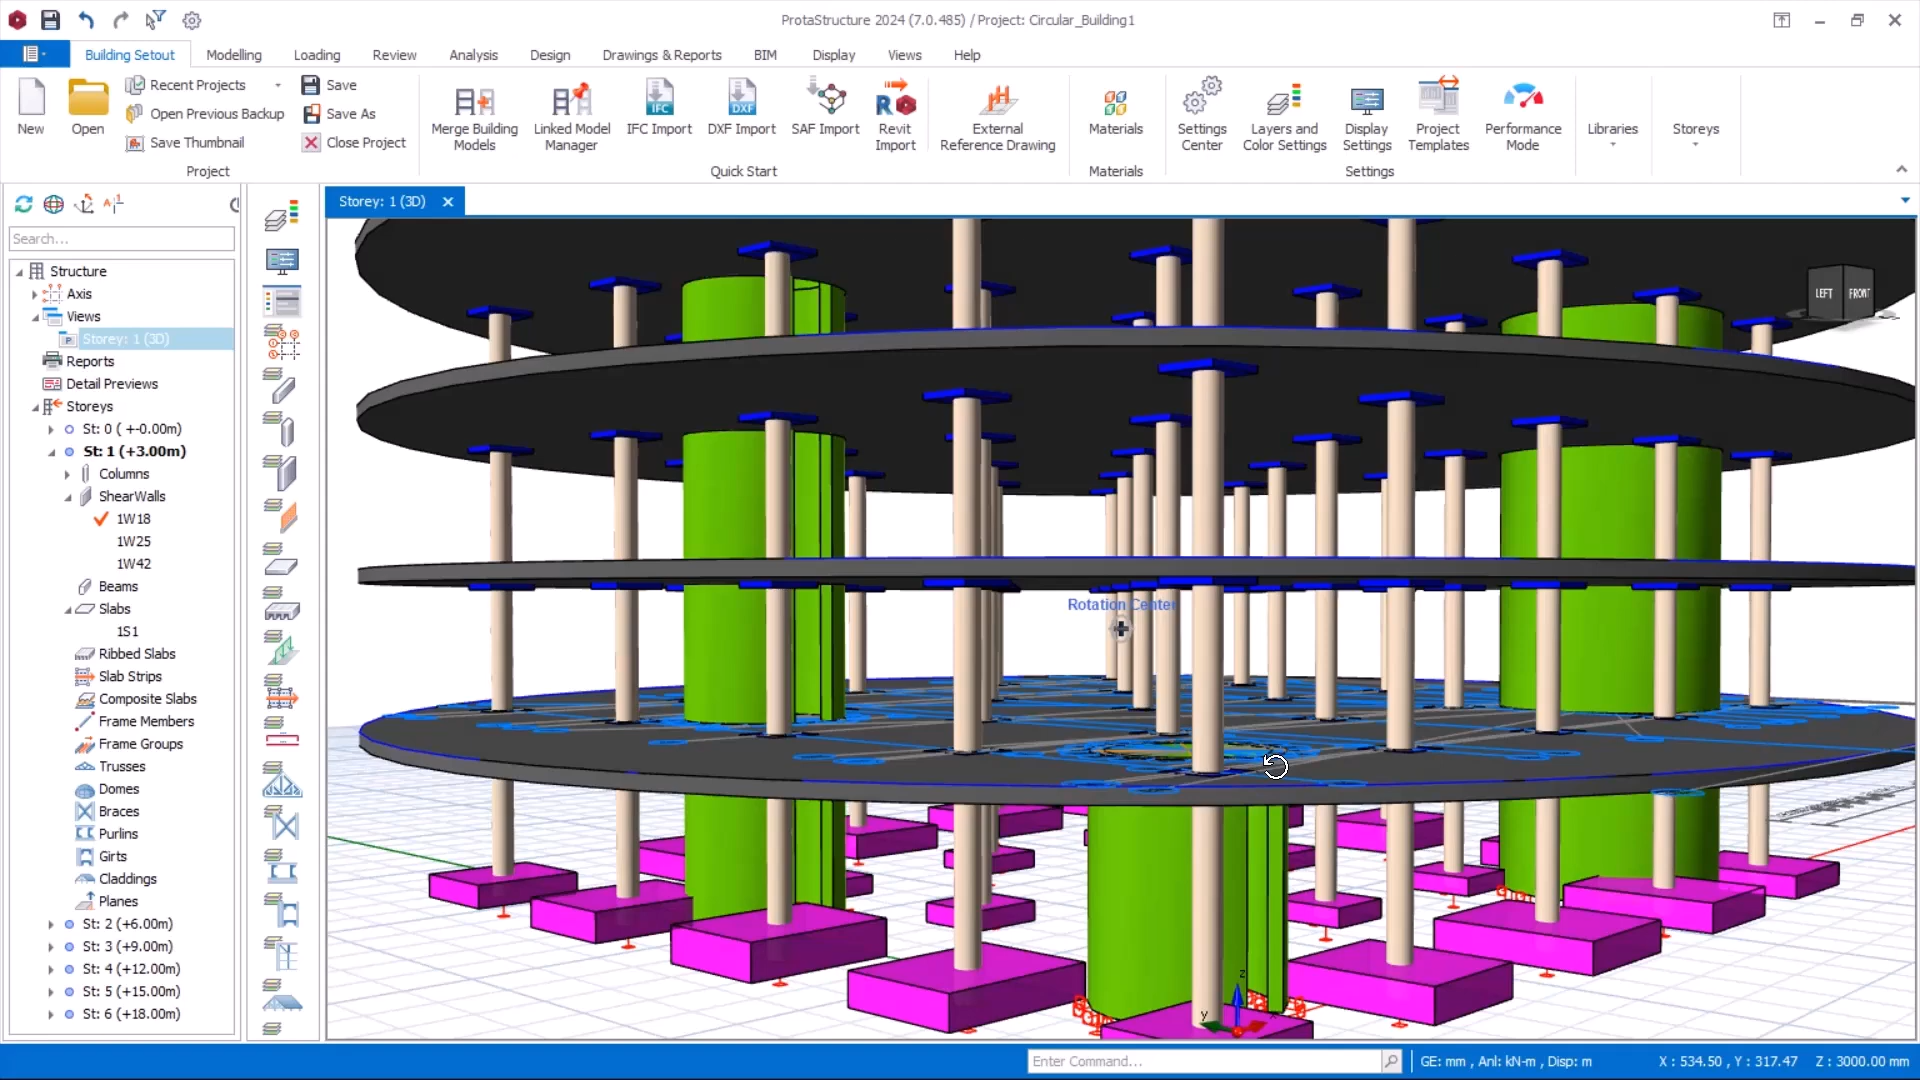 ProtaStructure 2024 (7.0.485) / Project: Circular_Building1
Building Setout
Modelling
Loading
Review
Analysis
Design
Drawings & Reports
BIM
Display
Views
Help
New
Open
Recent Projects
Open Previous Backup
Save Thumbnail
Save
Save As
Close Project
Project
Merge Building
Models
Linked Model
Manager
IFC
IFC Import
DXF
DXF Import
SAF Import
Revit
Import
External
Reference Drawing
Quick Start
Materials
Materials
Settings
Center
Layers and
Color Settings
Display
Settings
Project
Templates
Performance
Mode
Settings
Libraries
Storeys
Search...
Structure
Axis
Views
Storey: 1 (3D)
Reports
Detail Previews
Storeys
St: 0 ( +-0.00m)
St: 1 (+3.00m)
Columns
ShearWalls
1W18
1W25
1W42
Beams
Slabs
1S1
Ribbed Slabs
Slab Strips
Composite Slabs
Frame Members
Frame Groups
Trusses
Domes
Braces
Purlins
Girts
Claddings
Planes
St: 2 (+6.00m)
St: 3 (+9.00m)
St: 4 (+12.00m)
St: 5 (+15.00m)
St: 6 (+18.00m)
Storey: 1 (3D)
LEFT
FRONT
Rotation Center
z
y
x
Enter Command...
GE: mm , Anl: kN-m , Disp: m
X : 534.50 , Y : 317.47
Z : 3000.00 mm